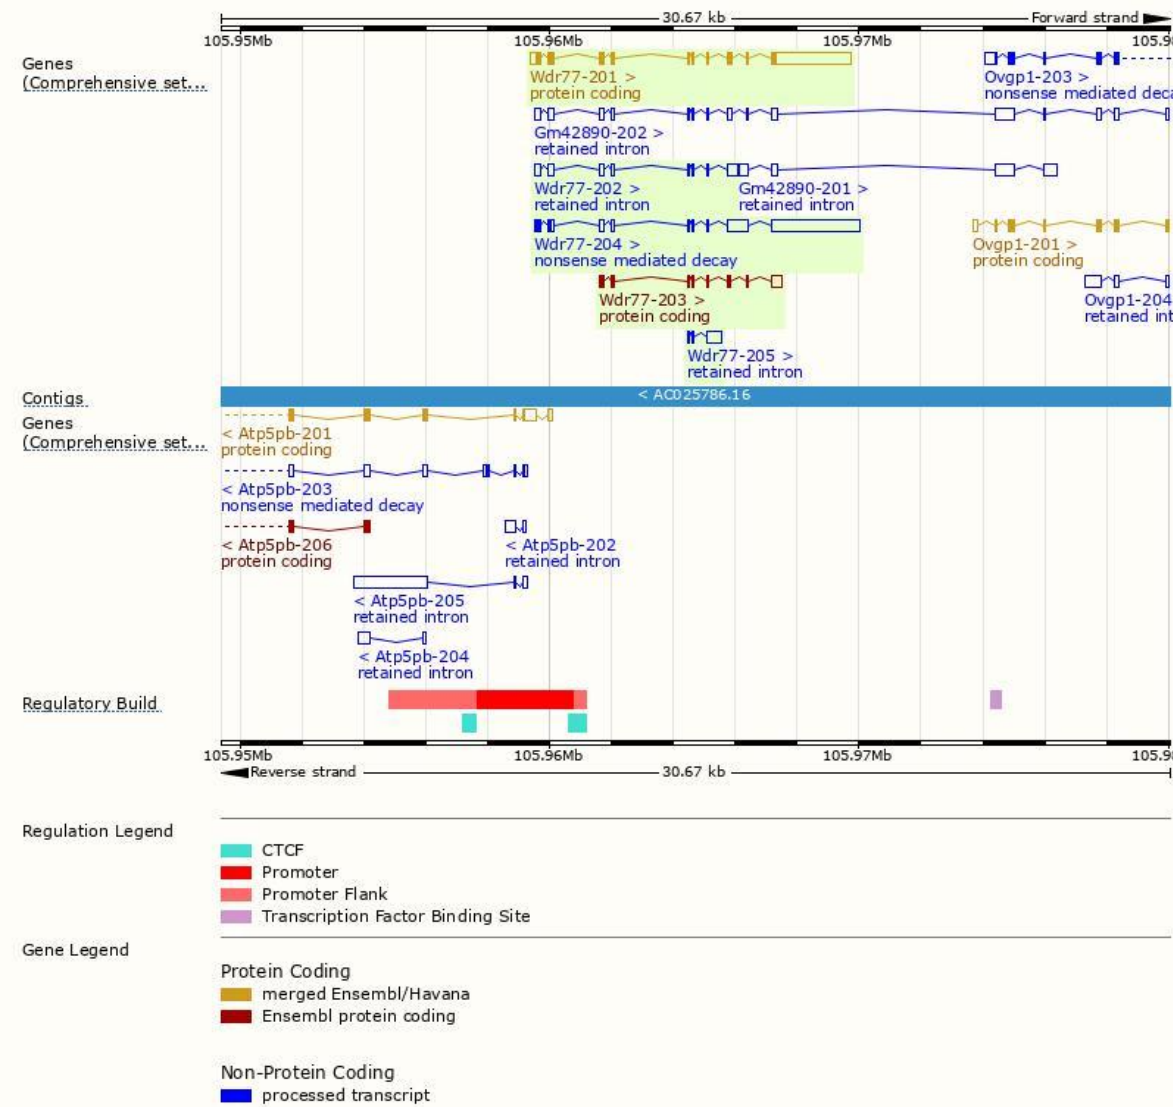 30.67 kb Forward strand
105.95Mb 105.96Mb 105.97Mb 105.9
Genes
(Comprehensive set...
Wdr77-201 >
protein coding
Ovgp1-203 >
nonsense mediated deca
Gm42890-202 >
retained intron
Wdr77-202 >
retained intron
Gm42890-201 >
retained intron
Wdr77-204 >
nonsense mediated decay
Ovgp1-201 >
protein coding
Wdr77-203 >
protein coding
Ovgp1-204
retained int
Wdr77-205 >
retained intron
Contigs
< AC025786.16
Genes
(Comprehensive set...
< Atp5pb-201
protein coding
< Atp5pb-203
nonsense mediated decay
< Atp5pb-206
protein coding
< Atp5pb-202
retained intron
< Atp5pb-205
retained intron
< Atp5pb-204
retained intron
Regulatory Build
105.95Mb 105.96Mb 105.97Mb 105.9
Reverse strand 30.67 kb
Regulation Legend
CTCF
Promoter
Promoter Flank
Transcription Factor Binding Site
Gene Legend
Protein Coding
merged Ensembl/Havana
Ensembl protein coding
Non-Protein Coding
processed transcript